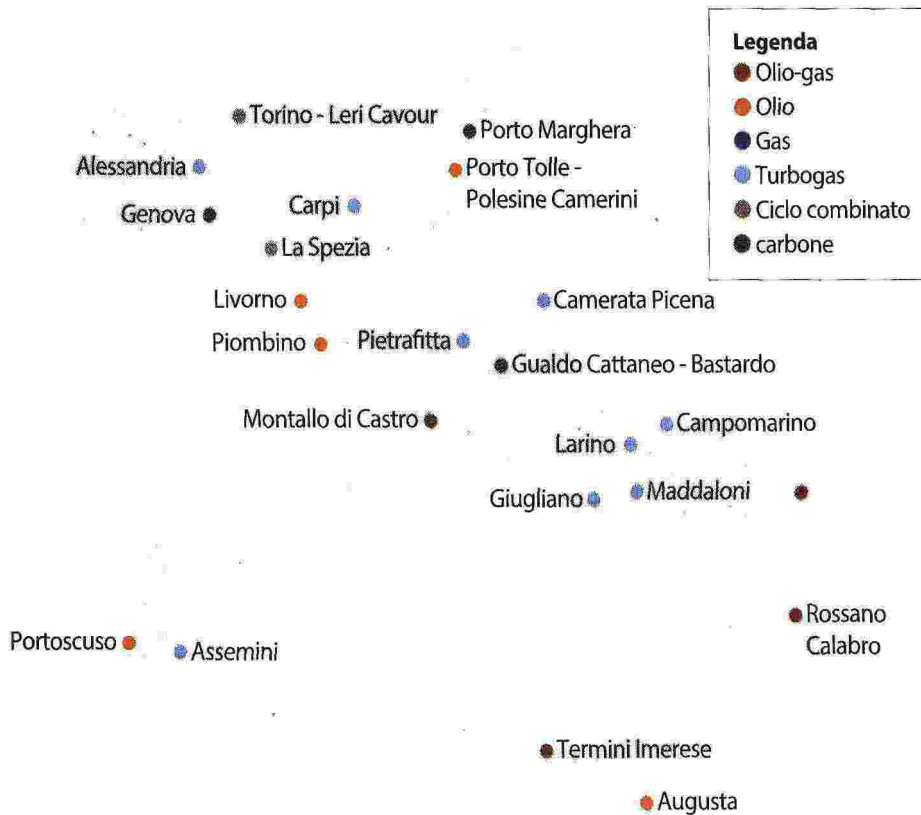 Legenda
Olio-gas
Olio
Gas
Turbogas
Ciclo combinato
carbone
Torino - Leri Cavour
Porto Marghera
Alessandria
Porto Tolle -
Polesine Camerini
Carpi
Genova
La Spezia
Livorno
Camerata Picena
Piombino
Pietrafitta
Gualdo Cattaneo - Bastardo
Montallo di Castro
Campomarino
Larino
Giugliano
Maddaloni
Rossano
Calabro
Portoscuso
Assemini
Termini Imerese
Augusta